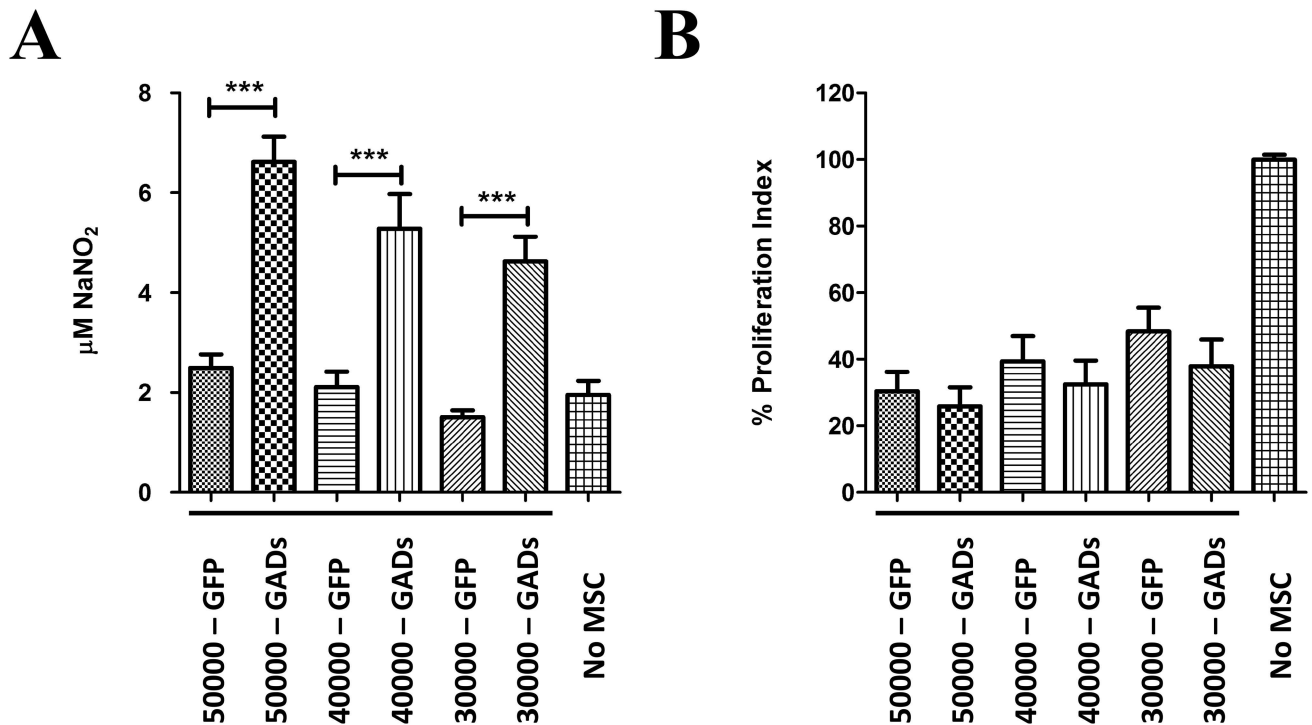 A
B
8
6
4
2
0
μM NaNO₂
***
***
***
50000 – GFP
50000 – GADs
40000 – GFP
40000 – GADs
30000 – GFP
30000 – GADs
No MSC
120
100
80
60
40
20
0
% Proliferation Index
50000 – GFP
50000 – GADs
40000 – GFP
40000 – GADs
30000 – GFP
30000 – GADs
No MSC